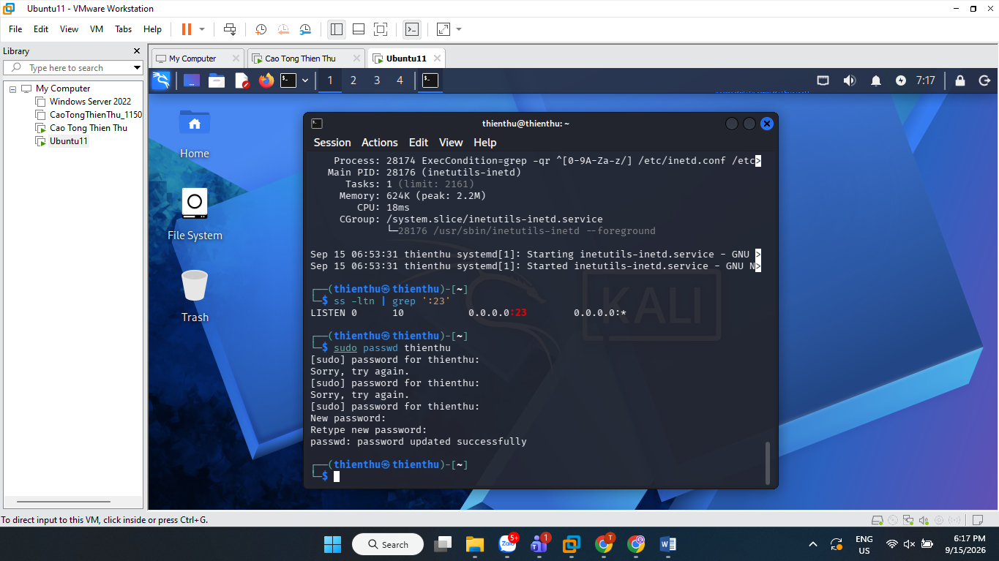 Ubuntu11 - VMware Workstation
File Edit View VM Tabs Help
Library
Type here to search
My Computer
Windows Server 2022
CaoTongThienThu_1150
Cao Tong Thien Thu
Ubuntu11
My Computer Cao Tong Thien Thu Ubuntu11
1 2 3 4 7:17
Home
File System
Trash
KALI
thienthu@thienthu: ~
Session Actions Edit View Help
Process: 28174 ExecCondition=grep -qr ^[0-9A-Za-z/] /etc/inetd.conf /etc>
Main PID: 28176 (inetutils-inetd)
Tasks: 1 (limit: 2161)
Memory: 624K (peak: 2.2M)
CPU: 18ms
CGroup: /system.slice/inetutils-inetd.service
└─28176 /usr/sbin/inetutils-inetd --foreground
Sep 15 06:53:31 thienthu systemd[1]: Starting inetutils-inetd.service - GNU >
Sep 15 06:53:31 thienthu systemd[1]: Started inetutils-inetd.service - GNU N>
┌──(thienthu㉿thienthu)-[~]
└─$ ss -ltn | grep ':23'
LISTEN 0 10 0.0.0.0:23 0.0.0.0:*
┌──(thienthu㉿thienthu)-[~]
└─$ sudo passwd thienthu
[sudo] password for thienthu:
Sorry, try again.
[sudo] password for thienthu:
Sorry, try again.
[sudo] password for thienthu:
New password:
Retype new password:
passwd: password updated successfully
┌──(thienthu㉿thienthu)-[~]
└─$
To direct input to this VM, click inside or press Ctrl+G.
Search
Zalo
5+
1
T
ENG
US
6:17 PM
9/15/2026